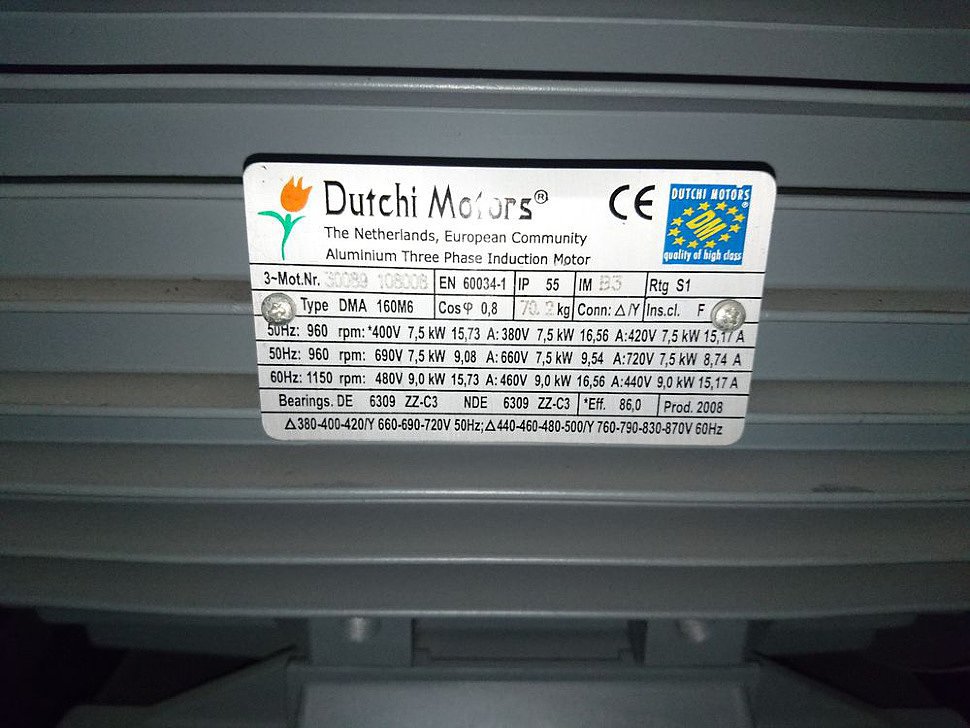 Dutchi Motors®
CE
DUTCHI MOTORS
®
DM
quality of high class
The Netherlands, European Community
Aluminium Three Phase Induction Motor
3~Mot.Nr. 30089 108008 EN 60034-1 IP 55 IM B3 Rtg S1
Type DMA 160M6 Cosφ 0,8 70.2 kg Conn: Δ/Y Ins.cl. F
50Hz: 960 rpm: *400V 7,5 kW 15,73 A: 380V 7,5 kW 16,56 A:420V 7,5 kW 15,17 A
50Hz: 960 rpm: 690V 7,5 kW 9,08 A: 660V 7,5 kW 9,54 A:720V 7,5 kW 8,74 A
60Hz: 1150 rpm: 480V 9,0 kW 15,73 A: 460V 9,0 kW 16,56 A: 440V 9,0 kW 15,17 A
Bearings. DE 6309 ZZ-C3 NDE 6309 ZZ-C3 *Eff. 86,0 Prod. 2008
Δ380-400-420/Y 660-690-720V 50Hz;Δ440-460-480-500/Y 760-790-830-870V 60Hz